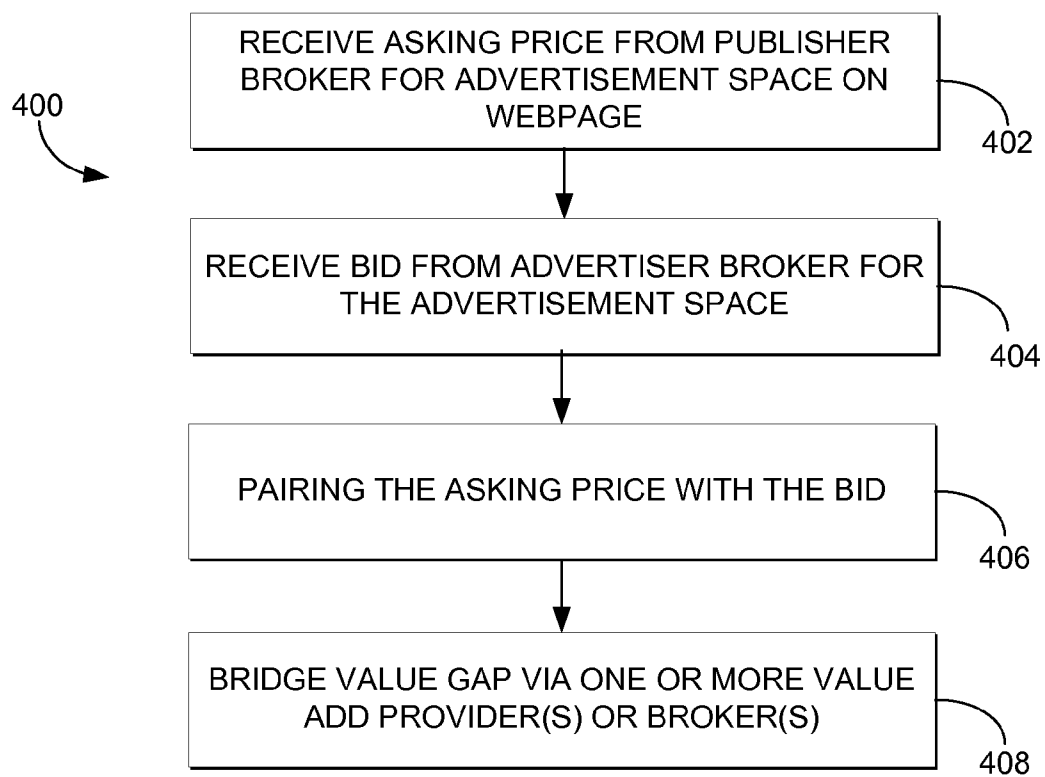 RECEIVE ASKING PRICE FROM PUBLISHER
BROKER FOR ADVERTISEMENT SPACE ON
WEBPAGE
400
402
RECEIVE BID FROM ADVERTISER BROKER FOR
THE ADVERTISEMENT SPACE
404
PAIRING THE ASKING PRICE WITH THE BID
406
BRIDGE VALUE GAP VIA ONE OR MORE VALUE
ADD PROVIDER(S) OR BROKER(S)
408